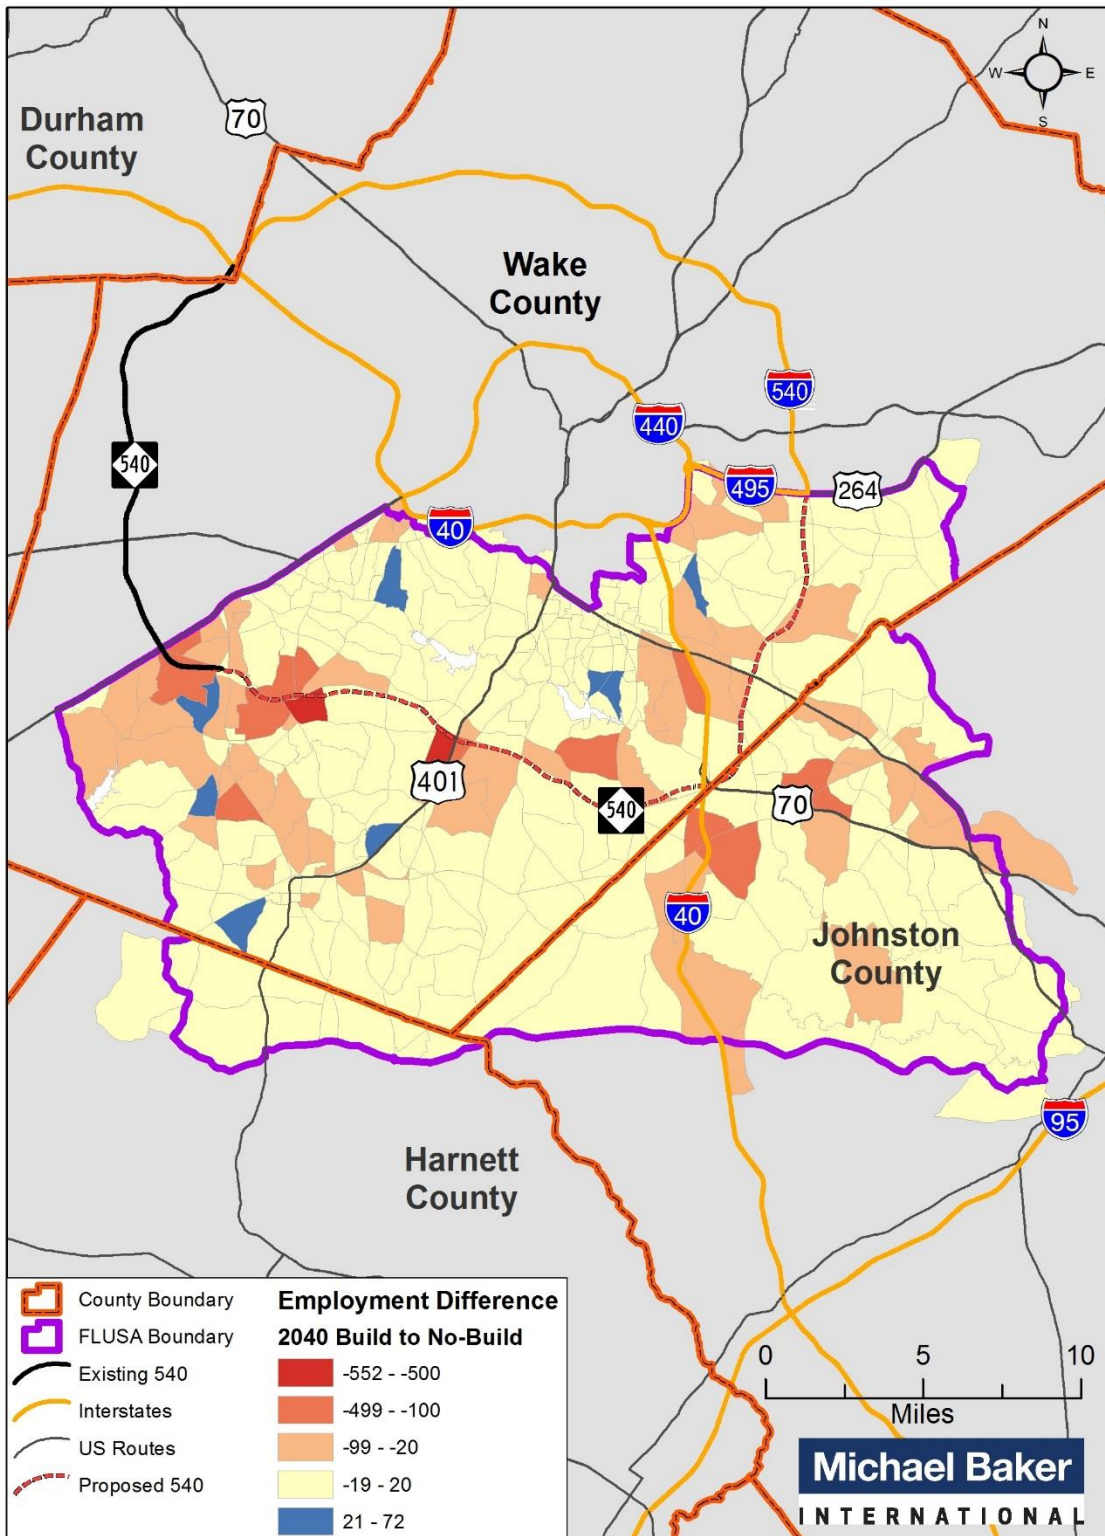 N
W
E
S
Durham
County
70
Wake
County
540
440
540
495
264
40
401
70
540
40
Johnston
County
Harnett
County
95
County Boundary
FLUSA Boundary
Existing 540
Interstates
US Routes
Proposed 540
Employment Difference
2040 Build to No-Build
-552 - -500
-499 - -100
-99 - -20
-19 - 20
21 - 72
0 5 10
Miles
Michael Baker
INTERNATIONAL